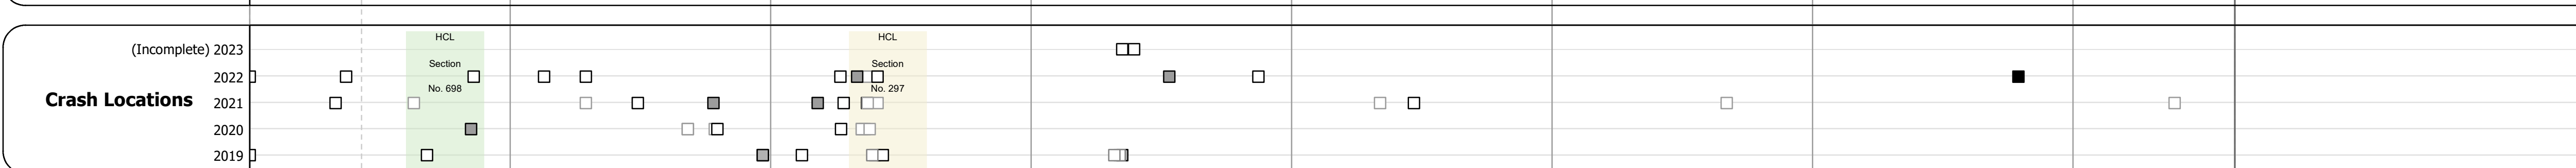 (Incomplete) 2023
HCL
HCL
Section
Section
2022
No. 698
No. 297
Crash Locations
2021
2020
2019